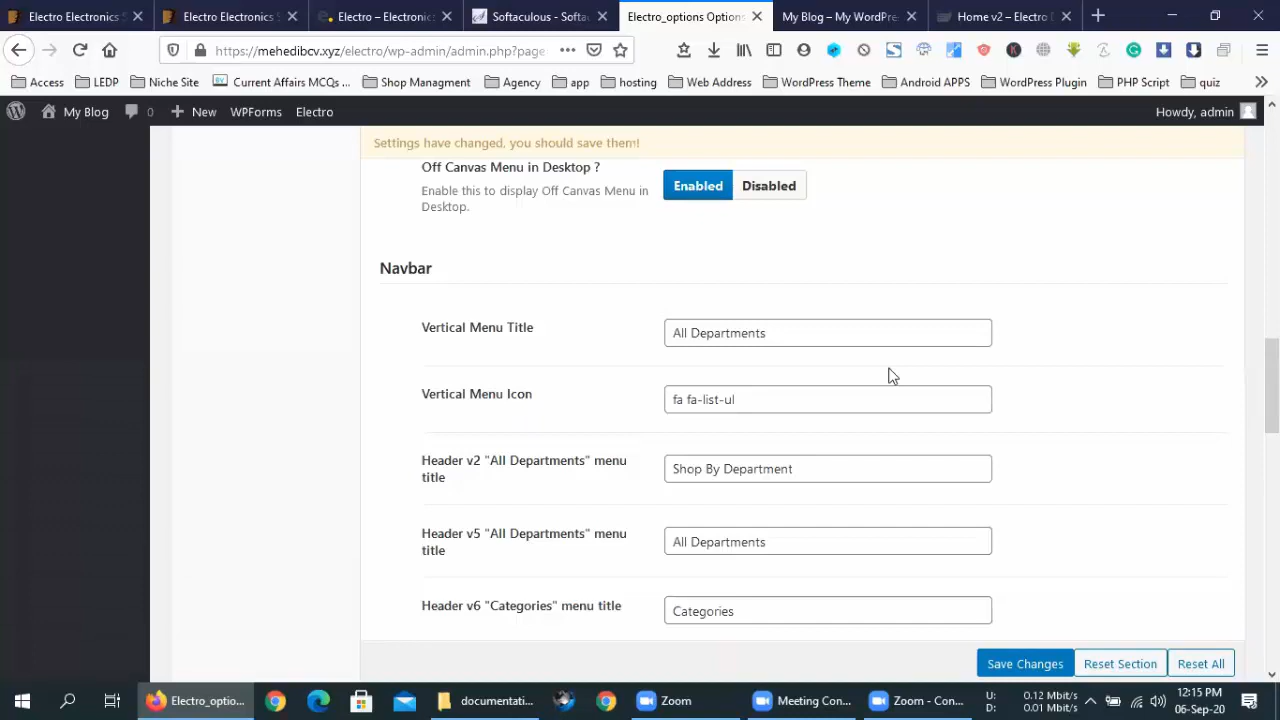 Electro Electronics S
Electro Electronics S
Electro – Electronic
Softaculous - Softa
Electro_options Options
My Blog – My WordPre
Home v2 – Electro
https://mehedibcv.xyz/electro/wp-admin/admin.php?page
Access
LEDP
Niche Site
Current Affairs MCQs ...
Shop Managment
Agency
app
hosting
Web Address
WordPress Theme
Android APPS
WordPress Plugin
PHP Script
quiz
My Blog
0
New
WPForms
Electro
Howdy, admin
Settings have changed, you should save them!
Off Canvas Menu in Desktop ?
Enable this to display Off Canvas Menu in
Desktop.
Enabled
Disabled
Navbar
Vertical Menu Title
All Departments
Vertical Menu Icon
fa fa-list-ul
Header v2 "All Departments" menu
title
Shop By Department
Header v5 "All Departments" menu
title
All Departments
Header v6 "Categories" menu title
Categories
Save Changes
Reset Section
Reset All
Electro_optio...
documentati...
Zoom
Meeting Con...
Zoom - Con...
U: 0.12 Mbit/s
D: 0.01 Mbit/s
12:15 PM
06-Sep-20